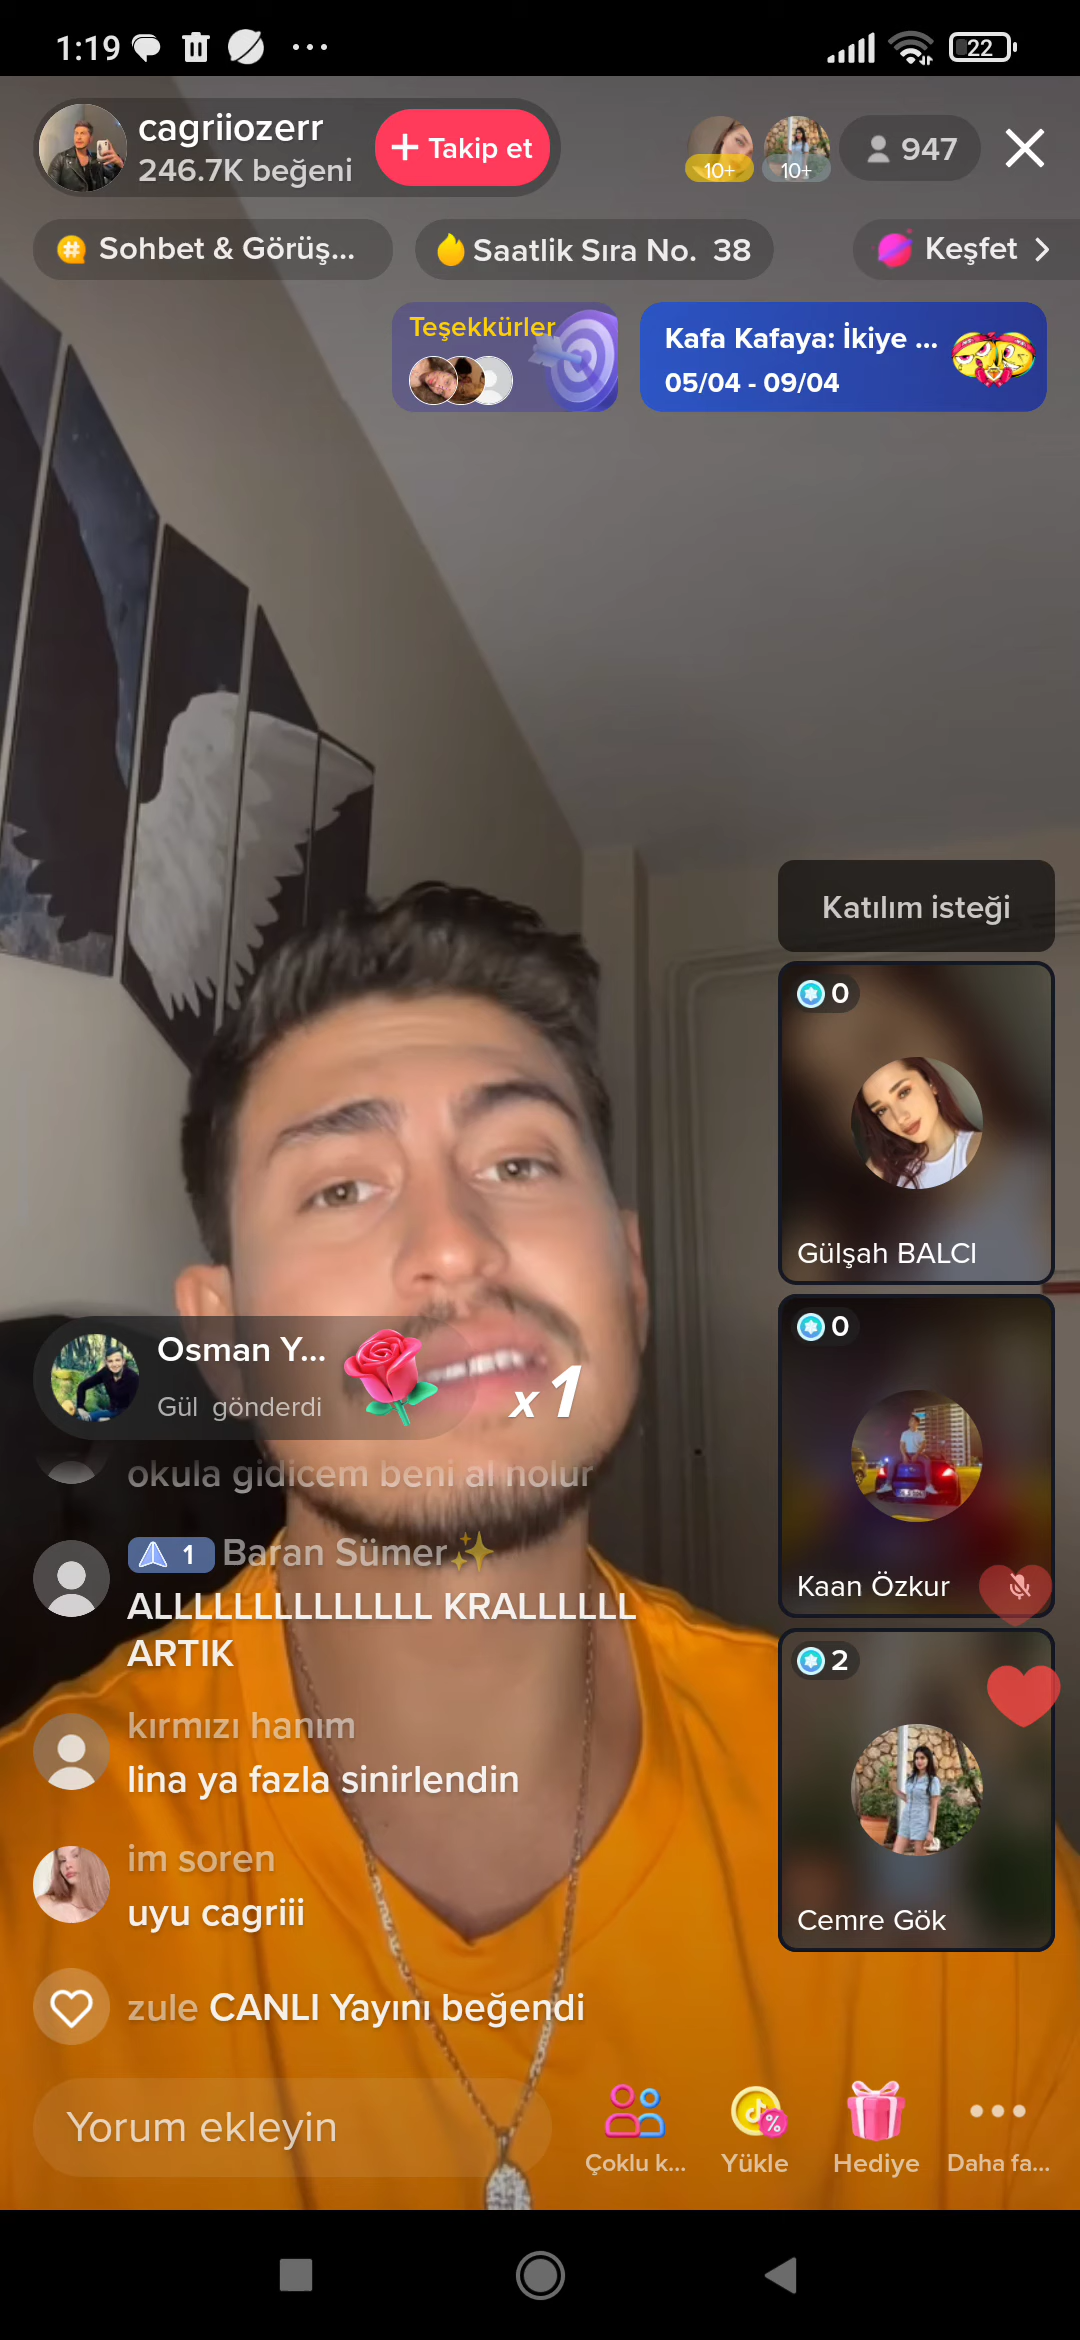 1:19
22
cagriiozerr
246.7K beğeni
+ Takip et
10+
10+
947
Sohbet & Görüş...
Saatlik Sıra No. 38
Keşfet >
Teşekkürler
Kafa Kafaya: İkiye ...
05/04 - 09/04
Katılım isteği
0
Gülşah BALCI
0
Kaan Özkur
2
Cemre Gök
Osman Y...
Gül gönderdi
x1
okula gidicem beni al nolur
1 Baran Sümer✨
ALLLLLLLLLLLLLL KRALLLLLL
ARTIK
kırmızı hanım
lina ya fazla sinirlendin
im soren
uyu cagriii
zule CANLI Yayını beğendi
Yorum ekleyin
Çoklu k...
Yükle
Hediye
Daha fa...